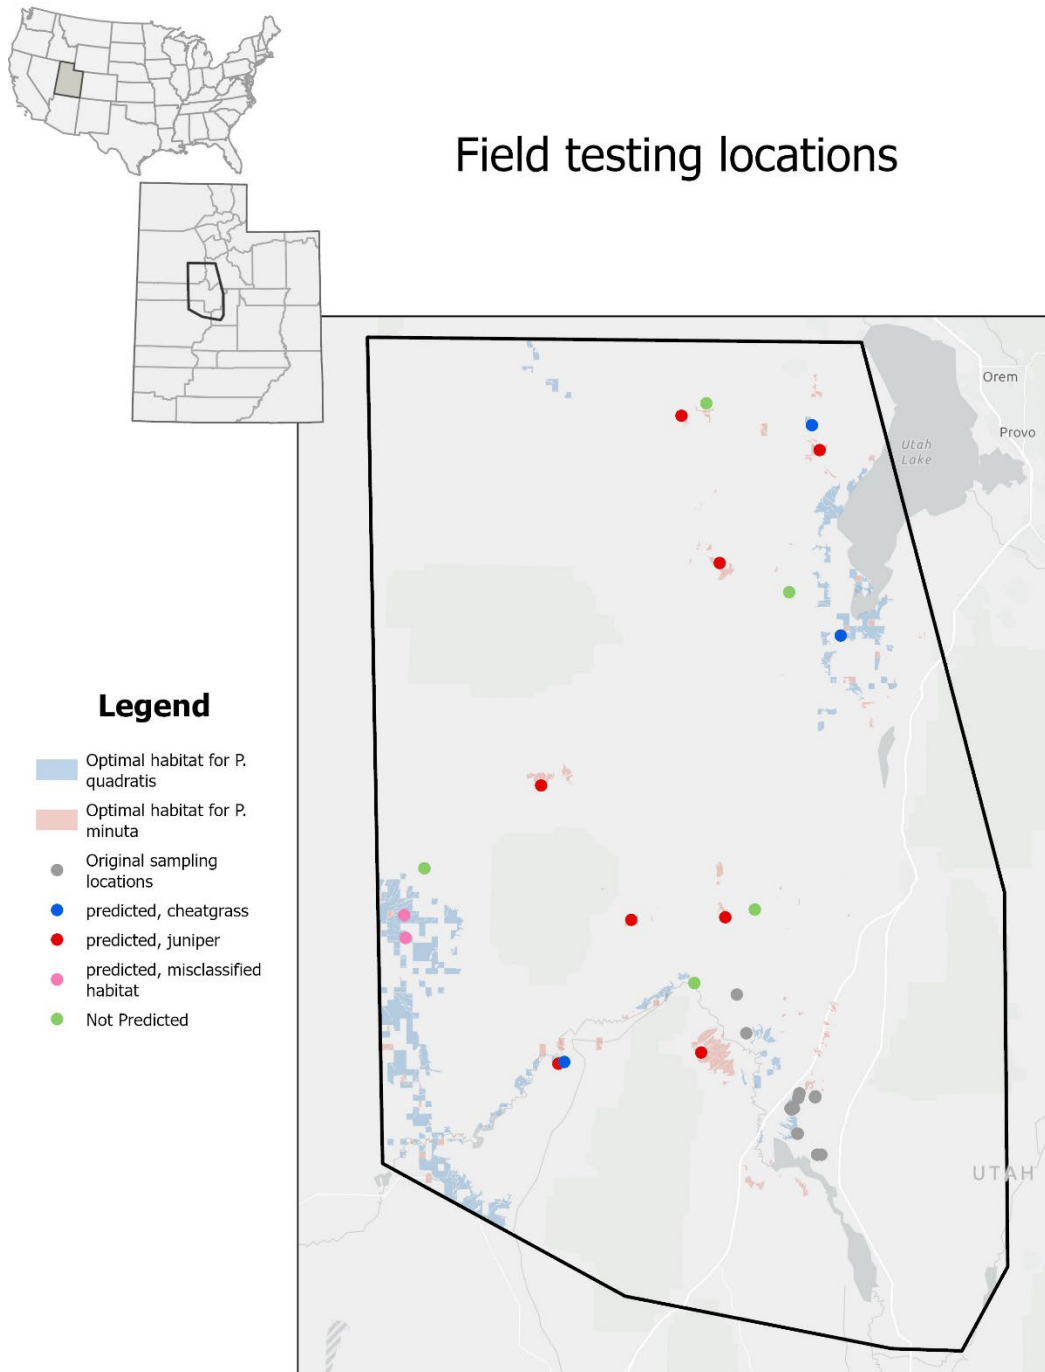 Field testing locations
Orem
Provo
Utah
Lake
Legend
Optimal habitat for P.
quadratis
Optimal habitat for P.
minuta
Original sampling
locations
predicted, cheatgrass
predicted, juniper
predicted, misclassified
habitat
Not Predicted
UTAH